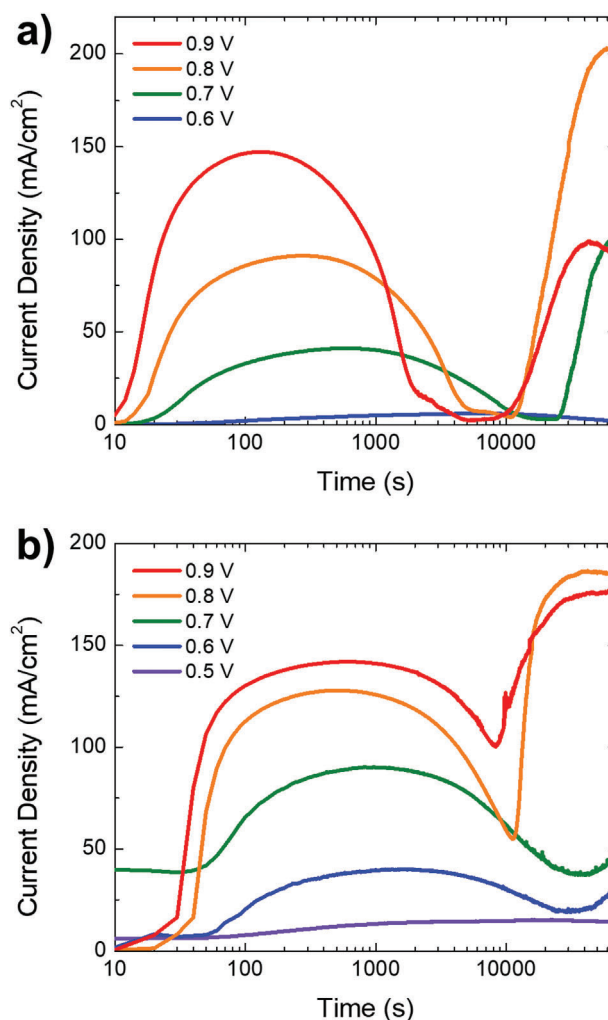 a)
200
150
100
50
0
Current Density (mA/cm²)
0.9 V
0.8 V
0.7 V
0.6 V
10 100 1000 10000
Time (s)
b)
200
150
100
50
0
Current Density (mA/cm²)
0.9 V
0.8 V
0.7 V
0.6 V
0.5 V
10 100 1000 10000
Time (s)